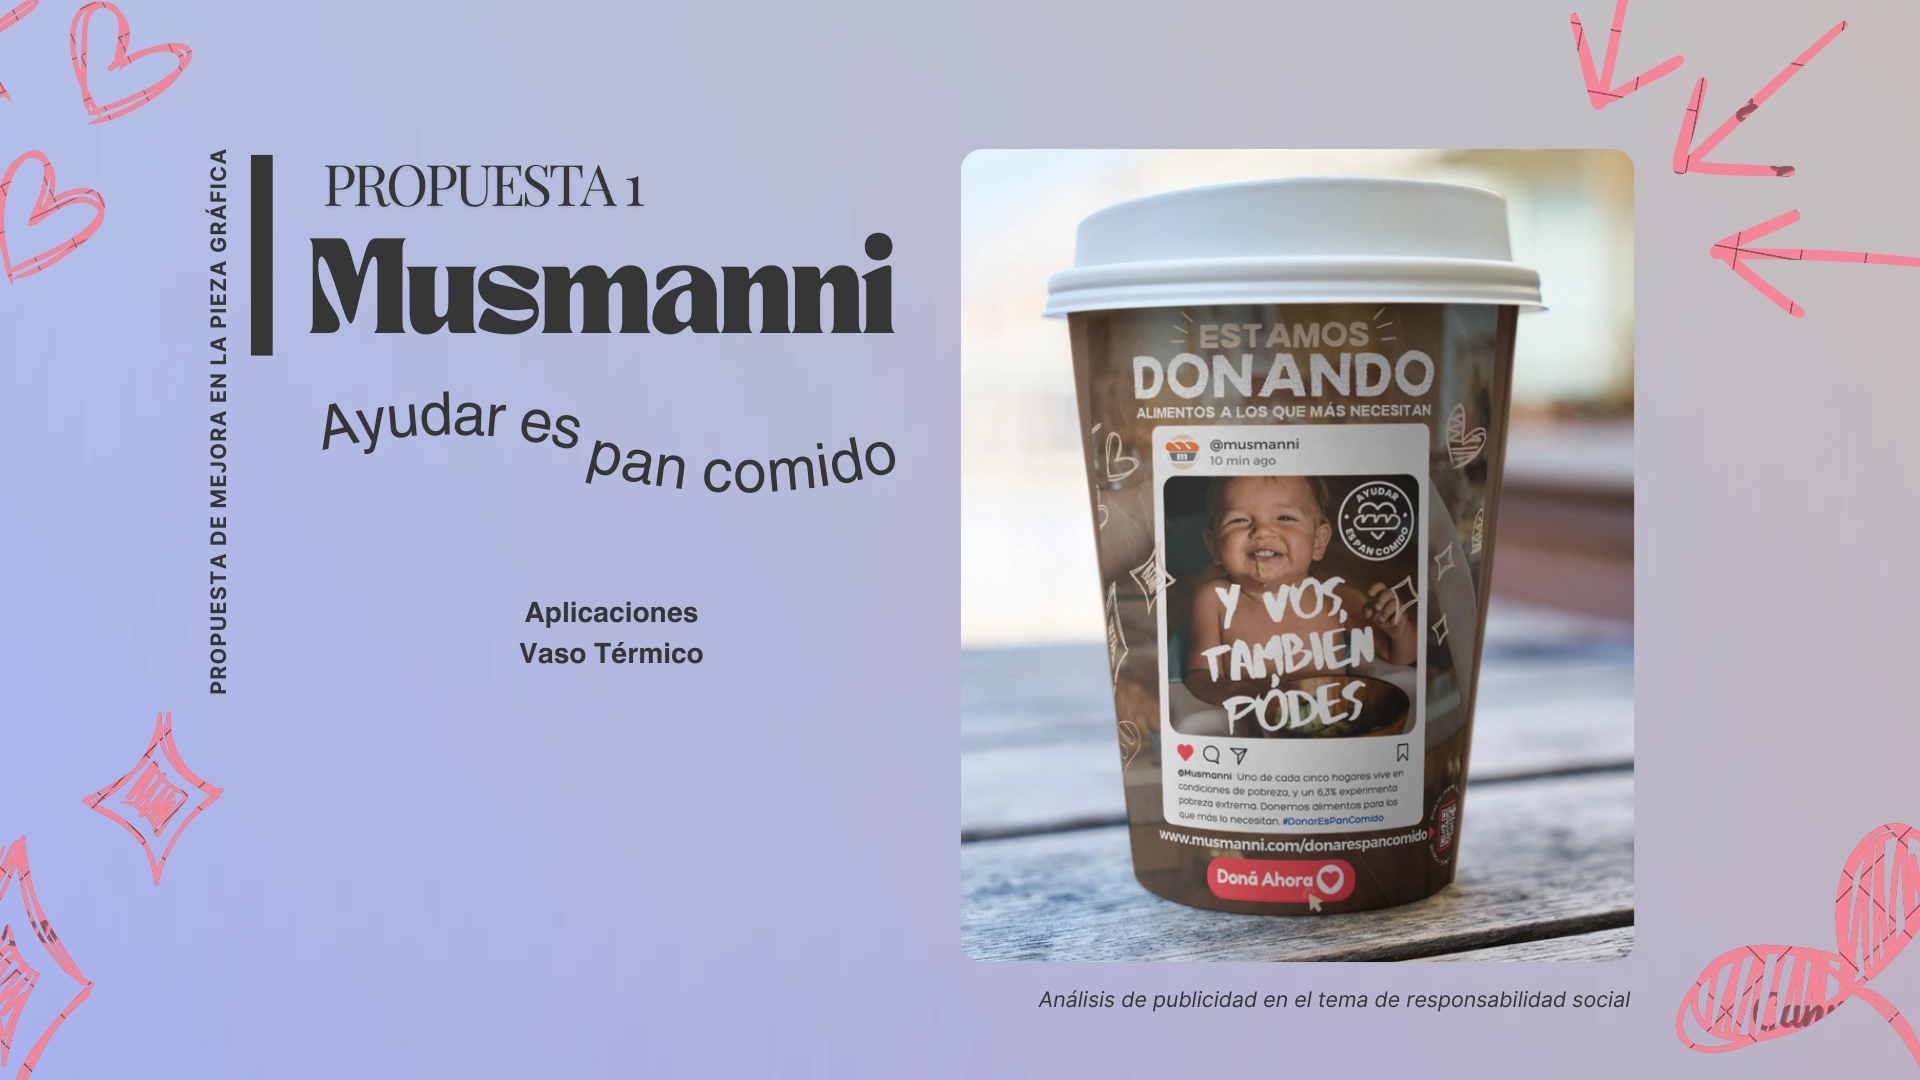 PROPUESTA DE MEJORA EN LA PIEZA GRÁFICA
PROPUESTA 1
Musmanni
Ayudar es pan comido
Aplicaciones
Vaso Térmico
ESTAMOS
DONANDO
ALIMENTOS A LOS QUE MÁS NECESITAN
@musmanni
10 min ago
AYUDAR
ES PAN COMIDO
Y VOS,
TAMBIEN
PÓDES
@Musmanni Uno de cada cinco hogares vive en
condiciones de pobreza, y un 6,3% experimenta
pobreza extrema. Donemos alimentos para los
que más lo necesitan. #DonarEsPanComido
www.musmanni.com/donarespancomido
Doná Ahora
Análisis de publicidad en el tema de responsabilidad social